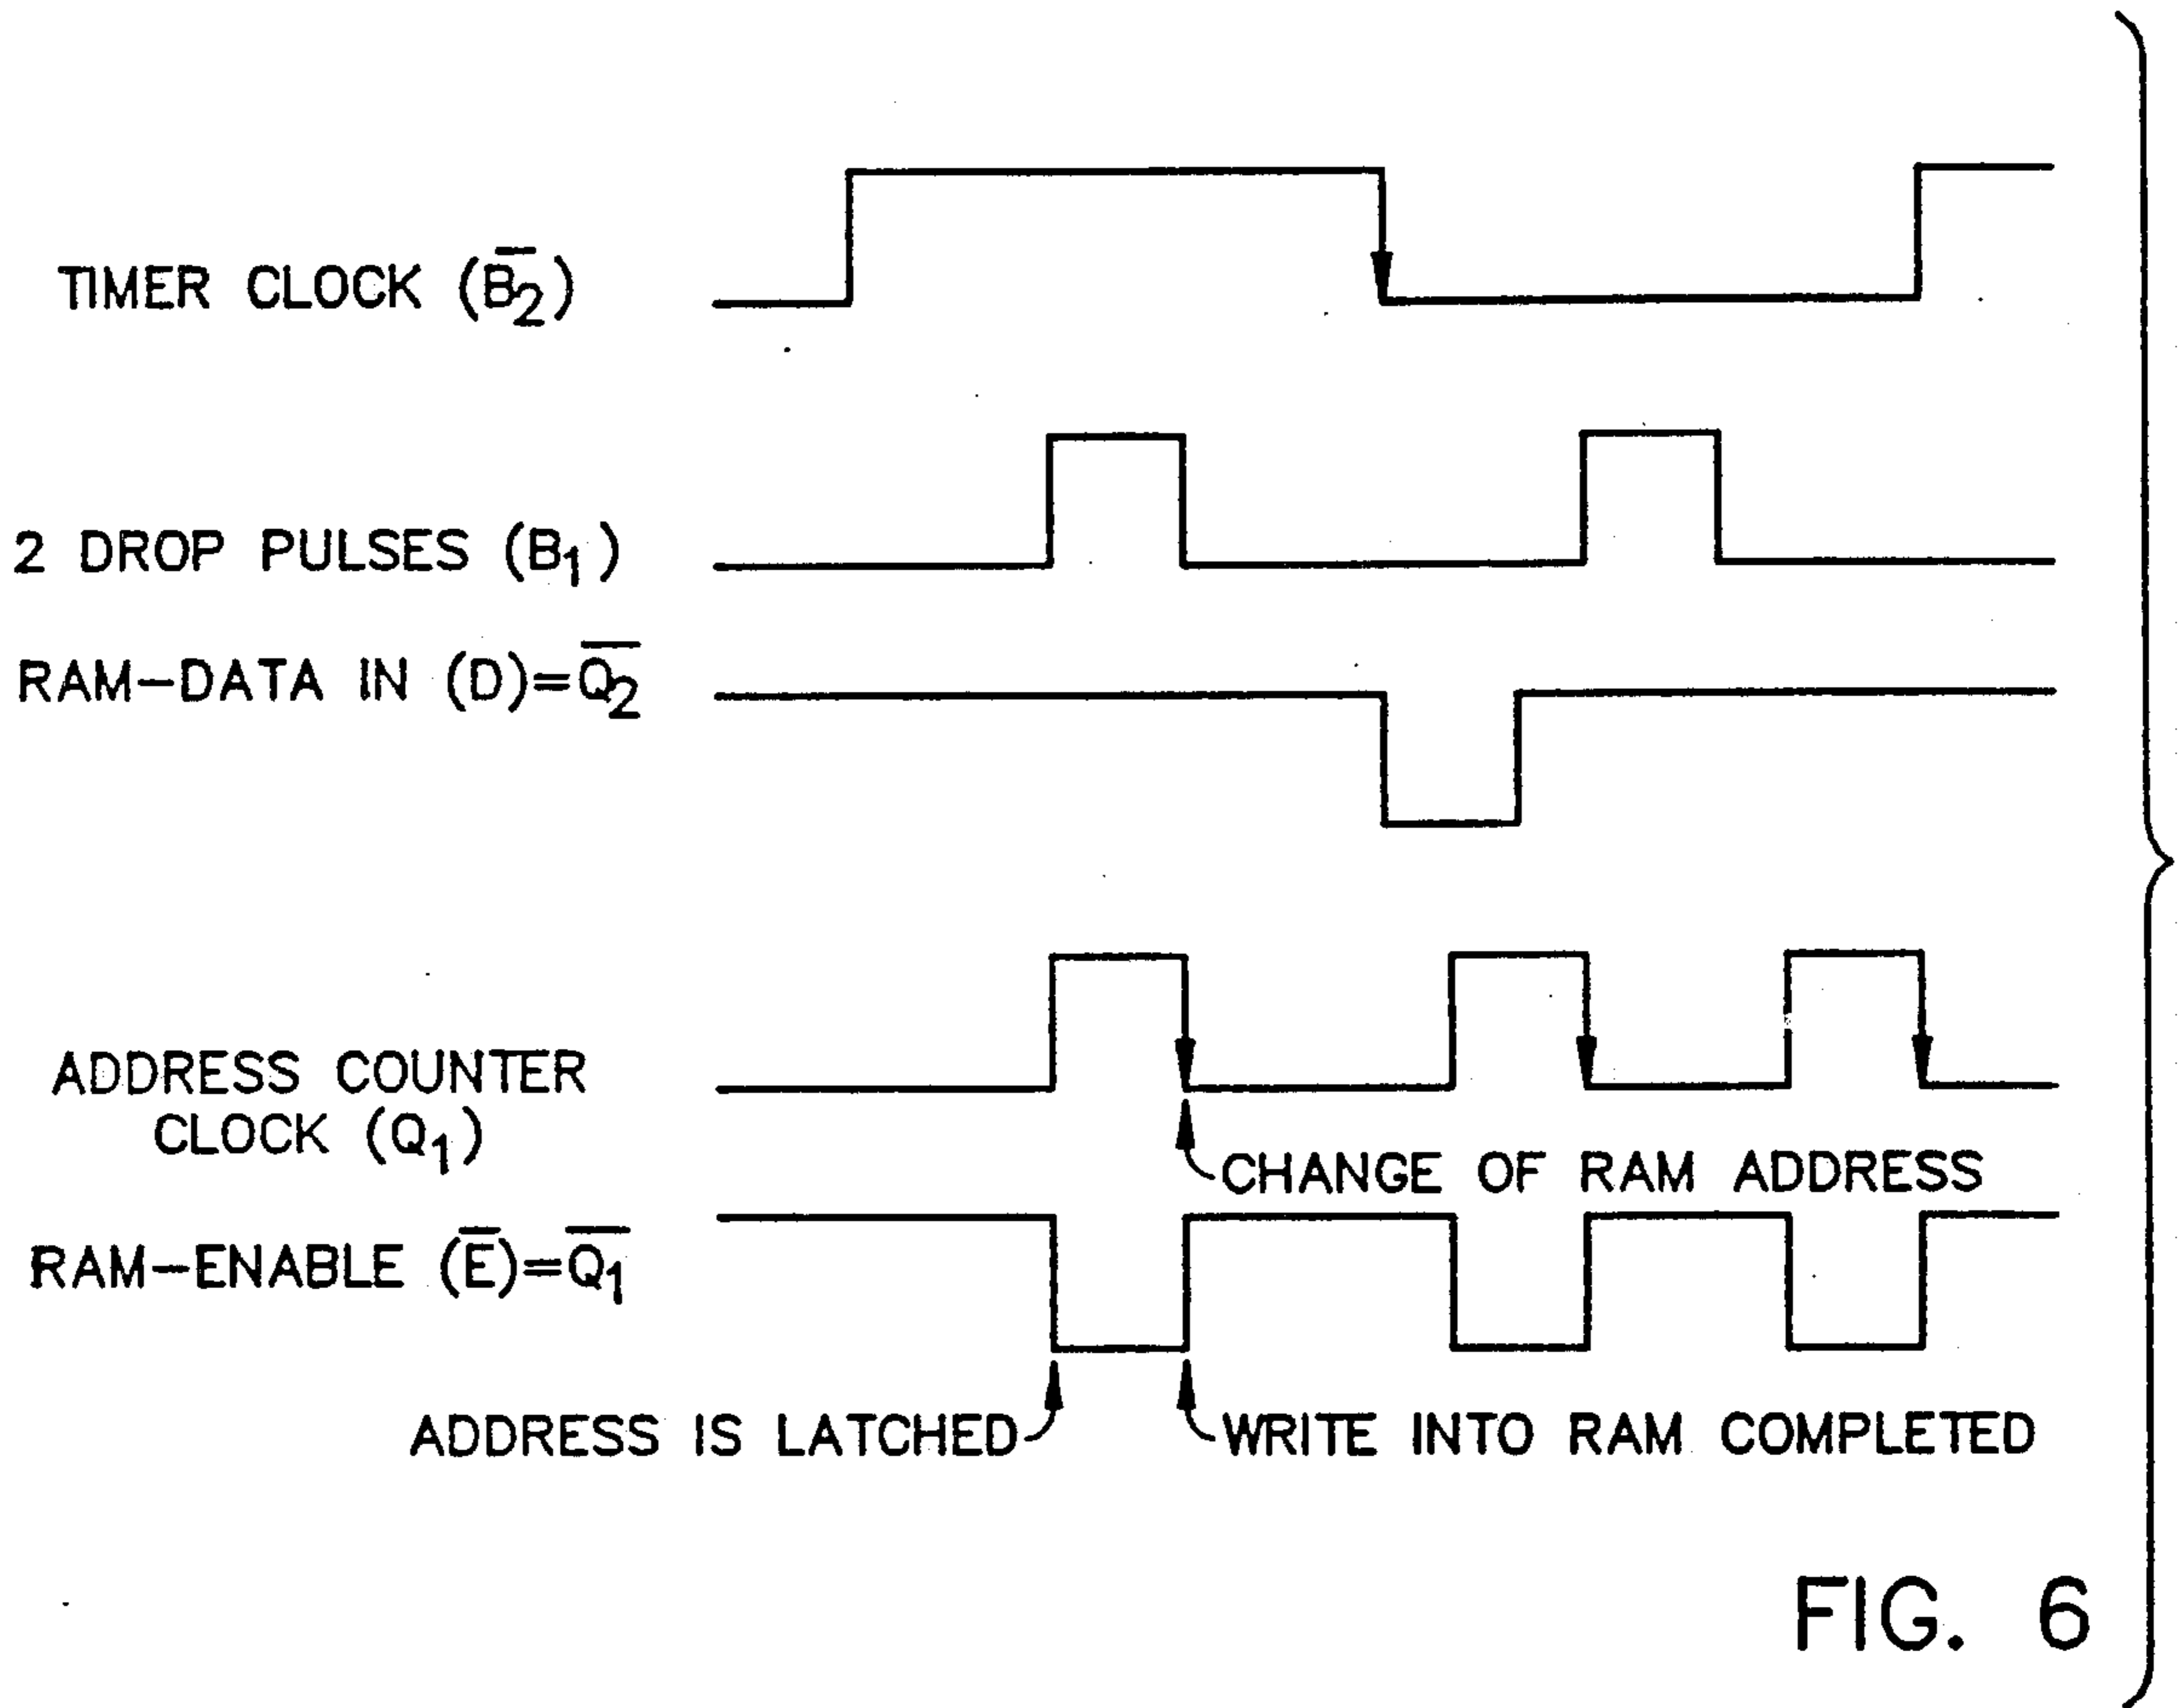 TIMER CLOCK (B̅₂)
2 DROP PULSES (B₁)
RAM–DATA IN (D)=Q̅₂
ADDRESS COUNTER
CLOCK (Q₁)
CHANGE OF RAM ADDRESS
RAM–ENABLE (E̅)=Q̅₁
ADDRESS IS LATCHED
WRITE INTO RAM COMPLETED
FIG. 6